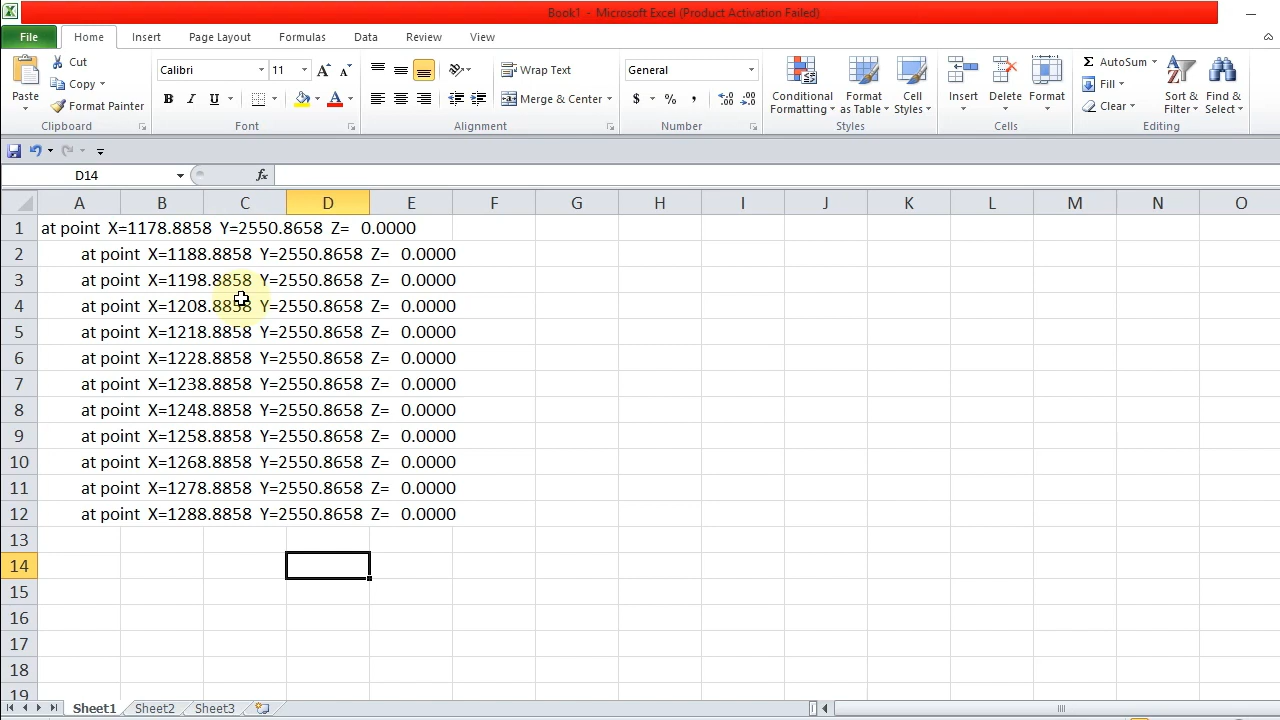 Book1 - Microsoft Excel (Product Activation Failed)
File Home Insert Page Layout Formulas Data Review View
Paste
Cut
Copy
Format Painter
Clipboard
Calibri 11 A A
B I U A
Font
Wrap Text
Merge & Center
Alignment
General
$ % ,
Number
Conditional Formatting
Format as Table
Cell Styles
Styles
Insert
Delete
Format
Cells
Σ AutoSum
Fill
Clear
Sort & Filter
Find & Select
Editing
D14 fx
A B C D E F G H I J K L M N O
1 at point X=1178.8858 Y=2550.8658 Z= 0.0000
2 at point X=1188.8858 Y=2550.8658 Z= 0.0000
3 at point X=1198.8858 Y=2550.8658 Z= 0.0000
4 at point X=1208.8858 Y=2550.8658 Z= 0.0000
5 at point X=1218.8858 Y=2550.8658 Z= 0.0000
6 at point X=1228.8858 Y=2550.8658 Z= 0.0000
7 at point X=1238.8858 Y=2550.8658 Z= 0.0000
8 at point X=1248.8858 Y=2550.8658 Z= 0.0000
9 at point X=1258.8858 Y=2550.8658 Z= 0.0000
10 at point X=1268.8858 Y=2550.8658 Z= 0.0000
11 at point X=1278.8858 Y=2550.8658 Z= 0.0000
12 at point X=1288.8858 Y=2550.8658 Z= 0.0000
13
14
15
16
17
18
19
Sheet1 Sheet2 Sheet3